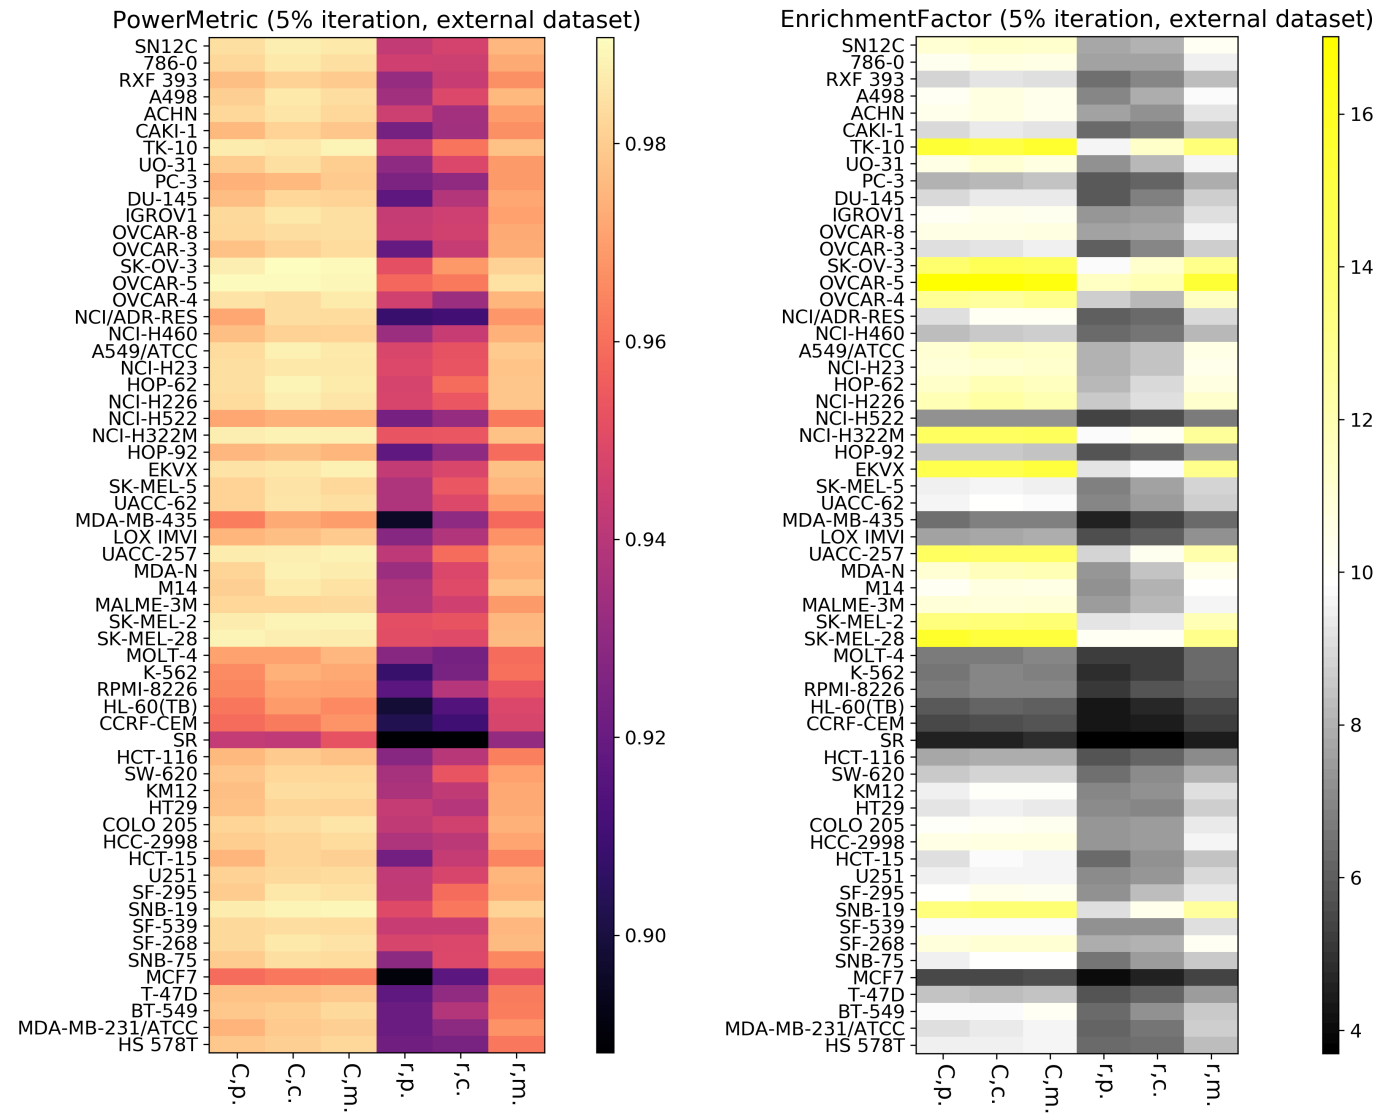 PowerMetric (5% iteration, external dataset)
SN12C
786-0
RXF 393
A498
ACHN
CAKI-1
TK-10
UO-31
PC-3
DU-145
IGROV1
OVCAR-8
OVCAR-3
SK-OV-3
OVCAR-5
OVCAR-4
NCI/ADR-RES
NCI-H460
A549/ATCC
NCI-H23
HOP-62
NCI-H226
NCI-H522
NCI-H322M
HOP-92
EKVX
SK-MEL-5
UACC-62
MDA-MB-435
LOX IMVI
UACC-257
MDA-N
M14
MALME-3M
SK-MEL-2
SK-MEL-28
MOLT-4
K-562
RPMI-8226
HL-60(TB)
CCRF-CEM
SR
HCT-116
SW-620
KM12
HT29
COLO 205
HCC-2998
HCT-15
U251
SF-295
SNB-19
SF-539
SF-268
SNB-75
MCF7
T-47D
BT-549
MDA-MB-231/ATCC
HS 578T
C,p.
C,c.
C,m.
r,p.
r,c.
r,m.
0.98
0.96
0.94
0.92
0.90
EnrichmentFactor (5% iteration, external dataset)
SN12C
786-0
RXF 393
A498
ACHN
CAKI-1
TK-10
UO-31
PC-3
DU-145
IGROV1
OVCAR-8
OVCAR-3
SK-OV-3
OVCAR-5
OVCAR-4
NCI/ADR-RES
NCI-H460
A549/ATCC
NCI-H23
HOP-62
NCI-H226
NCI-H522
NCI-H322M
HOP-92
EKVX
SK-MEL-5
UACC-62
MDA-MB-435
LOX IMVI
UACC-257
MDA-N
M14
MALME-3M
SK-MEL-2
SK-MEL-28
MOLT-4
K-562
RPMI-8226
HL-60(TB)
CCRF-CEM
SR
HCT-116
SW-620
KM12
HT29
COLO 205
HCC-2998
HCT-15
U251
SF-295
SNB-19
SF-539
SF-268
SNB-75
MCF7
T-47D
BT-549
MDA-MB-231/ATCC
HS 578T
C,p.
C,c.
C,m.
r,p.
r,c.
r,m.
16
14
12
10
8
6
4